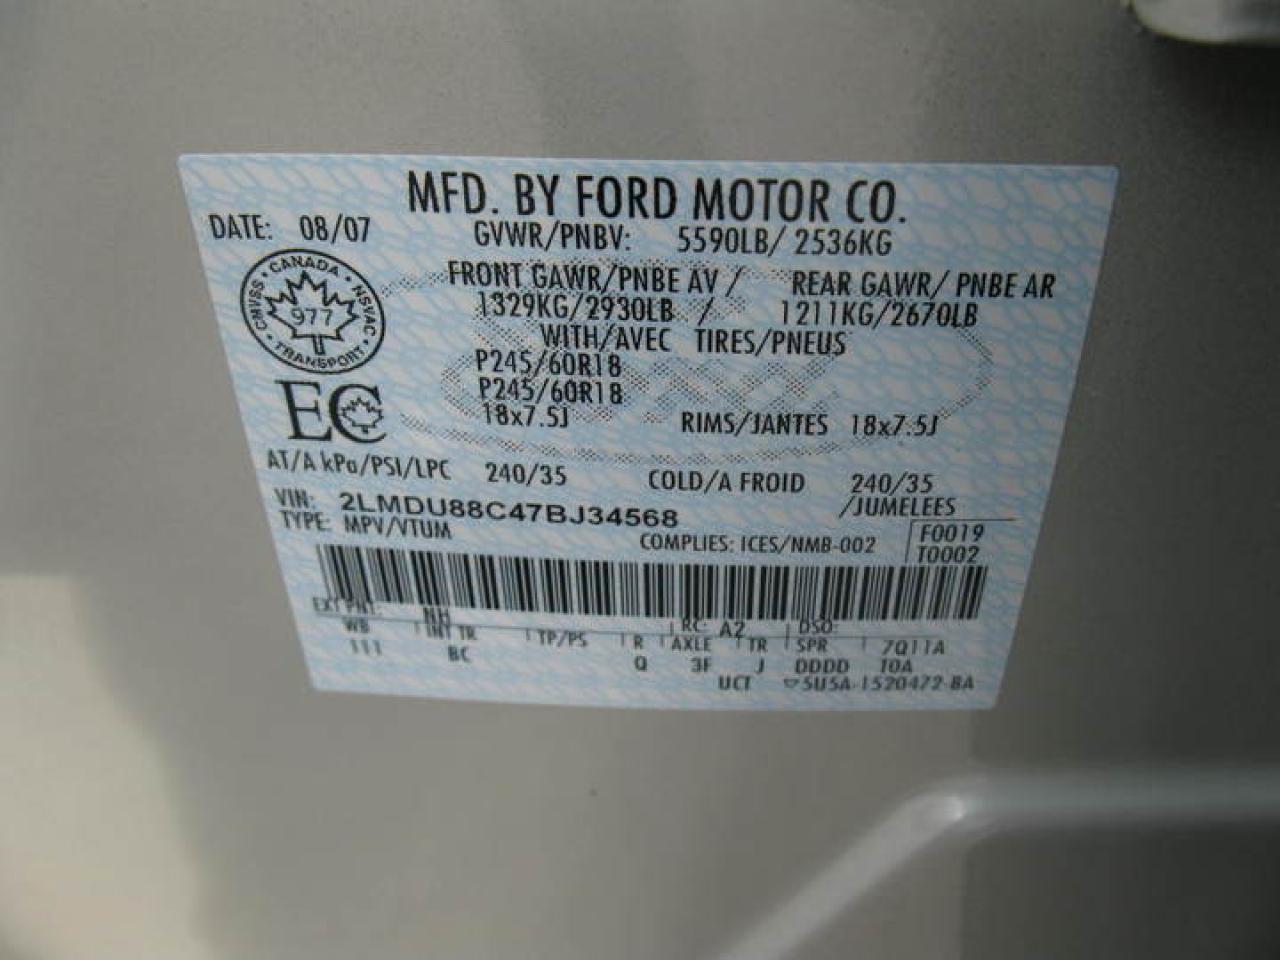 MFD. BY FORD MOTOR CO.
DATE: 08/07
GVWR/PNBV: 5590LB/ 2536KG
FRONT GAWR/PNBE AV / REAR GAWR/ PNBE AR
1329KG/2930LB / 1211KG/2670LB
WITH/AVEC TIRES/PNEUS
P245/60R18
P245/60R18
18x7.5J RIMS/JANTES 18x7.5J
CANADA
CMVSS 977 NSVAC
TRANSPORT
EC
AT/A kPa/PSI/LPC 240/35 COLD/A FROID 240/35
VIN: 2LMDU88C47BJ34568 /JUMELEES
TYPE: MPV/VTUM
COMPLIES: ICES/NMB-002
F0019
T0002
EXT PNT: NH RC: A2 DSO:
WB INT TR TP/PS R AXLE TR SPR 7Q11A
111 BC Q 3F J DDDD 10A
UCT 5U5A-1520472-BA